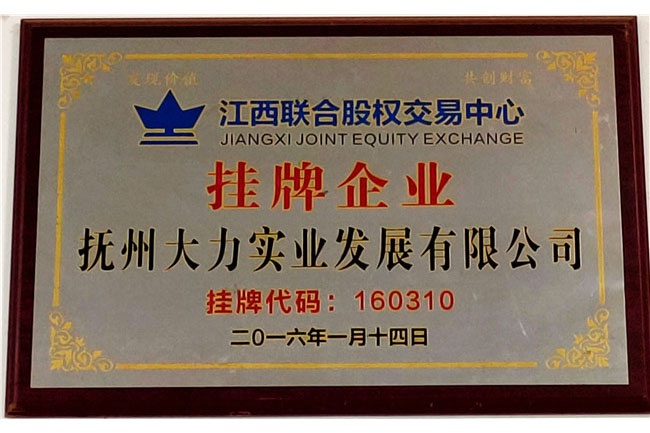 发现价值 共创财富
江西联合股权交易中心
JIANGXI JOINT EQUITY EXCHANGE
挂牌企业
抚州大力实业发展有限公司
挂牌代码：160310
二〇一六年一月十四日